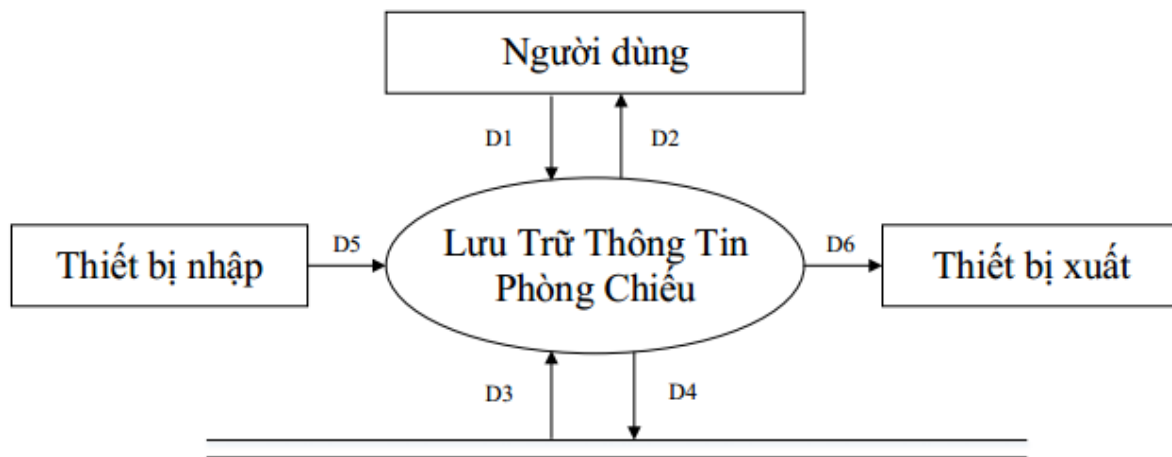 Người dùng
D1
D2
Thiết bị nhập
D5
Lưu Trữ Thông Tin
Phòng Chiếu
D6
Thiết bị xuất
D3
D4